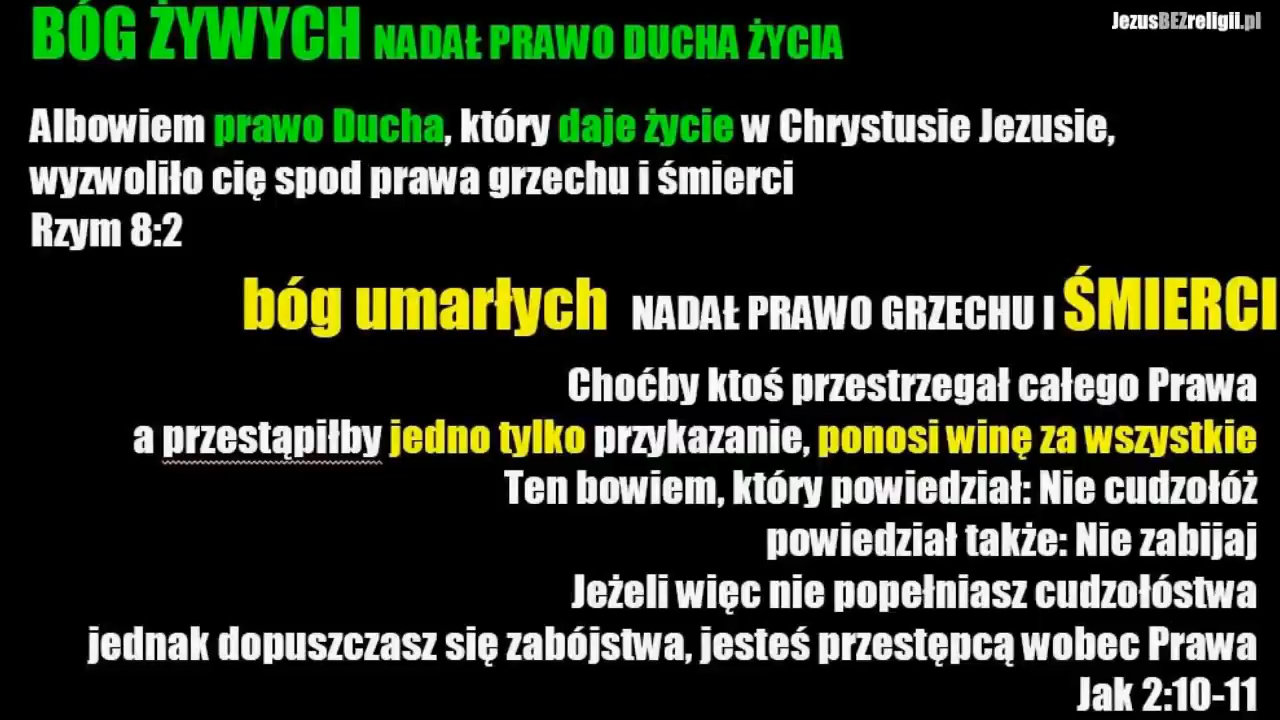 BÓG ŻYWYCH NADAŁ PRAWO DUCHA ŻYCIA
JezusBEZreligii.pl
Albowiem prawo Ducha, który daje życie w Chrystusie Jezusie,
wyzwoliło cię spod prawa grzechu i śmierci
Rzym 8:2
bóg umarłych NADAŁ PRAWO GRZECHU I ŚMIERCI
Choćby ktoś przestrzegał całego Prawa
a przestąpiłby jedno tylko przykazanie, ponosi winę za wszystkie
Ten bowiem, który powiedział: Nie cudzołóż
powiedział także: Nie zabijaj
Jeżeli więc nie popełniasz cudzołóstwa
jednak dopuszczasz się zabójstwa, jesteś przestępcą wobec Prawa
Jak 2:10-11